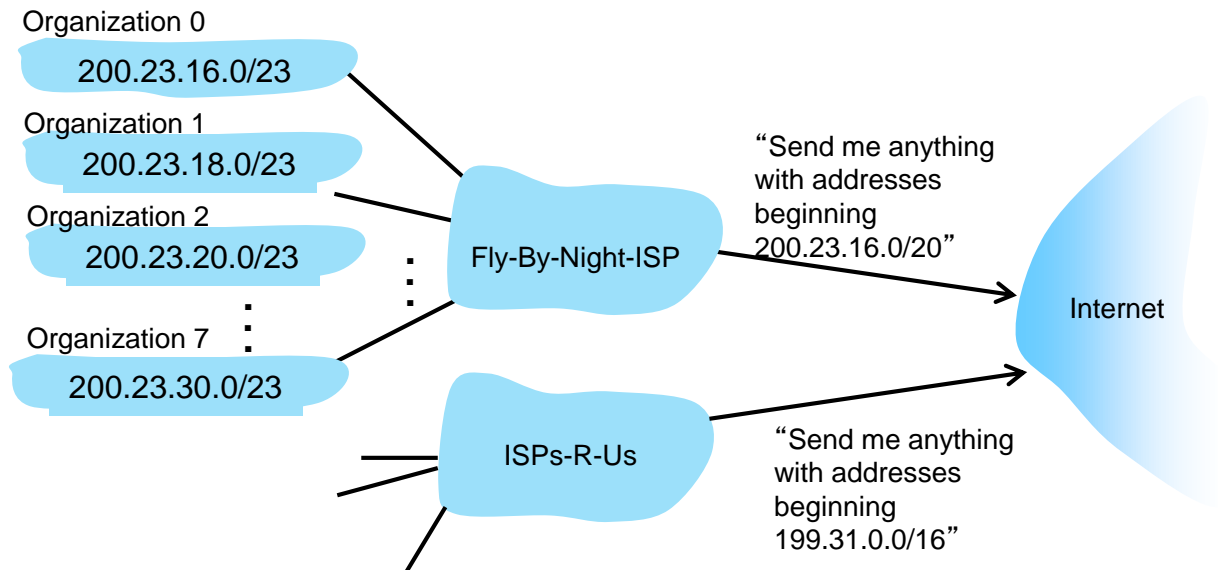 Organization 0
200.23.16.0/23
Organization 1
200.23.18.0/23
Organization 2
200.23.20.0/23
Organization 7
200.23.30.0/23
Fly-By-Night-ISP
“Send me anything
with addresses
beginning
200.23.16.0/20”
Internet
ISPs-R-Us
“Send me anything
with addresses
beginning
199.31.0.0/16”